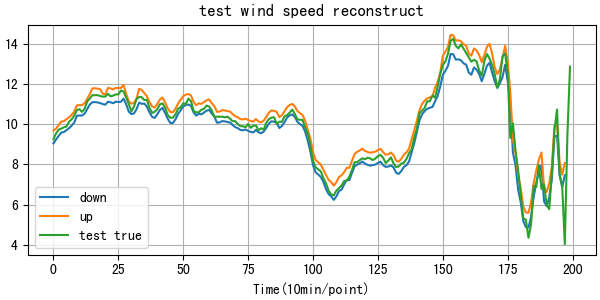 test wind speed reconstruct
14
12
10
8
6
4
down
up
test true
0 25 50 75 100 125 150 175 200
Time(10min/point)